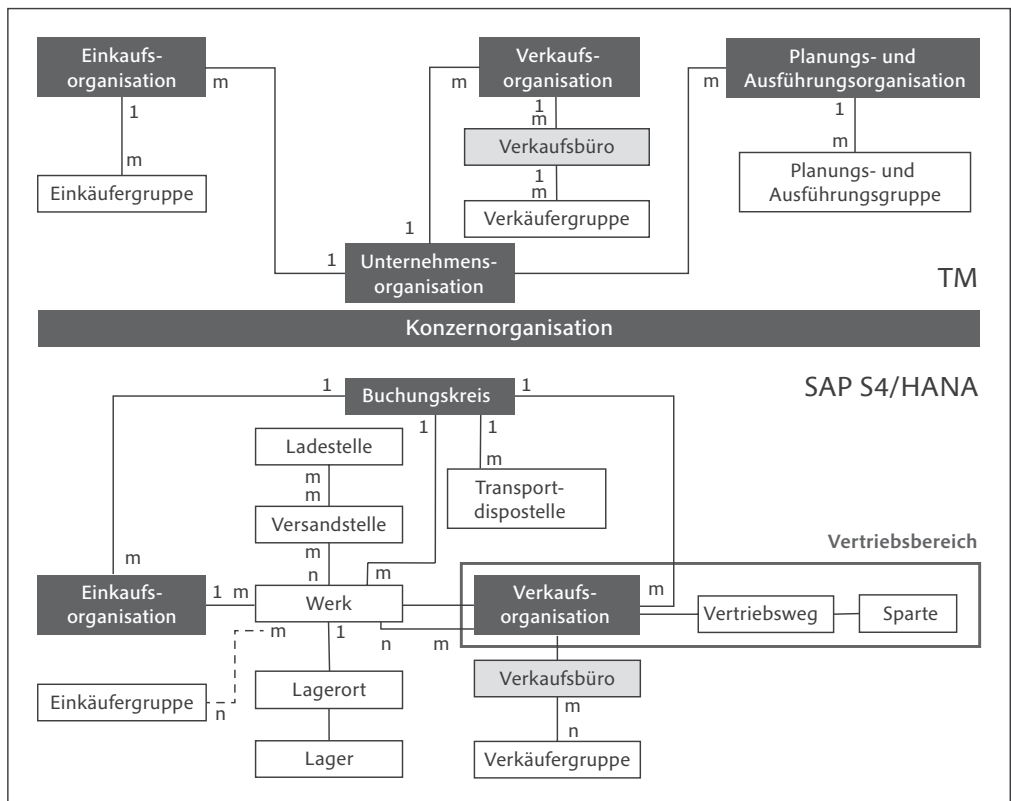 Einkaufs-
organisation
Verkaufs-
organisation
Planungs- und
Ausführungsorganisation
m
m
m
1
1
m
1
m
m
Verkaufsbüro
Einkäufergruppe
1
m
Planungs- und
Ausführungsgruppe
Verkäufergruppe
1
1
Unternehmens-
organisation
TM
Konzernorganisation
SAP S4/HANA
1
Buchungskreis
1
1
1
Ladestelle
m
m
m
Transport-
dispostelle
Versandstelle
m
n
Vertriebsbereich
m
m
Einkaufs-
organisation
1
m
Werk
Verkaufs-
organisation
m
Vertriebsweg
Sparte
m
1
n
m
Einkäufergruppe
n
Lagerort
Verkaufsbüro
m
n
Lager
Verkäufergruppe